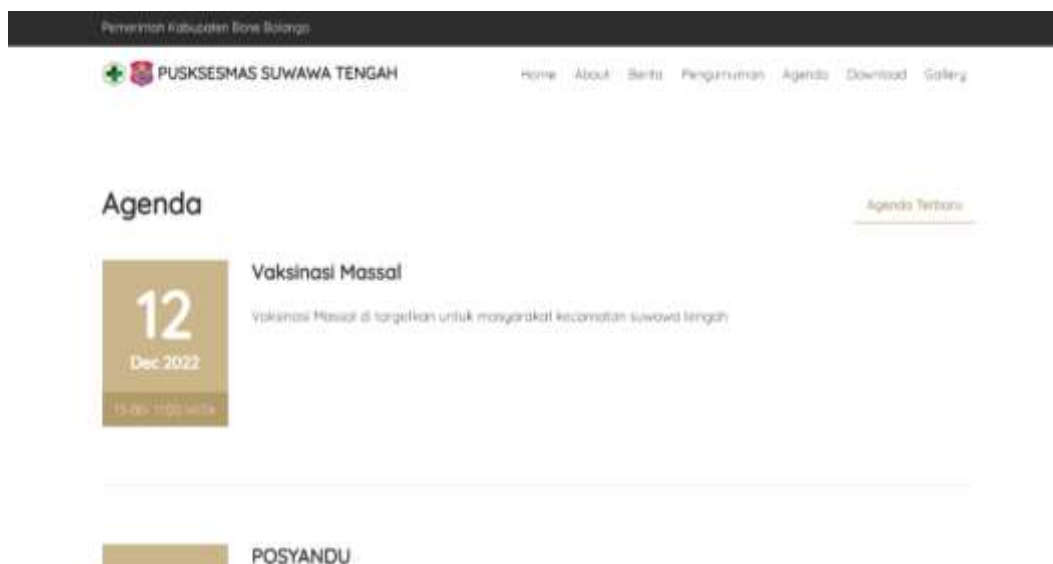 Pemerintah Kabupaten Bone Bolango
PUSKSESMAS SUWAWA TENGAH
Home About Berita Pengumuman Agenda Download Gallery
Agenda
Agenda Terbaru
Vaksinasi Massal
12
Vaksinasi Massal di targetkan untuk masyarakat kecamatan suwawa tengah
Dec 2022
WITA
POSYANDU